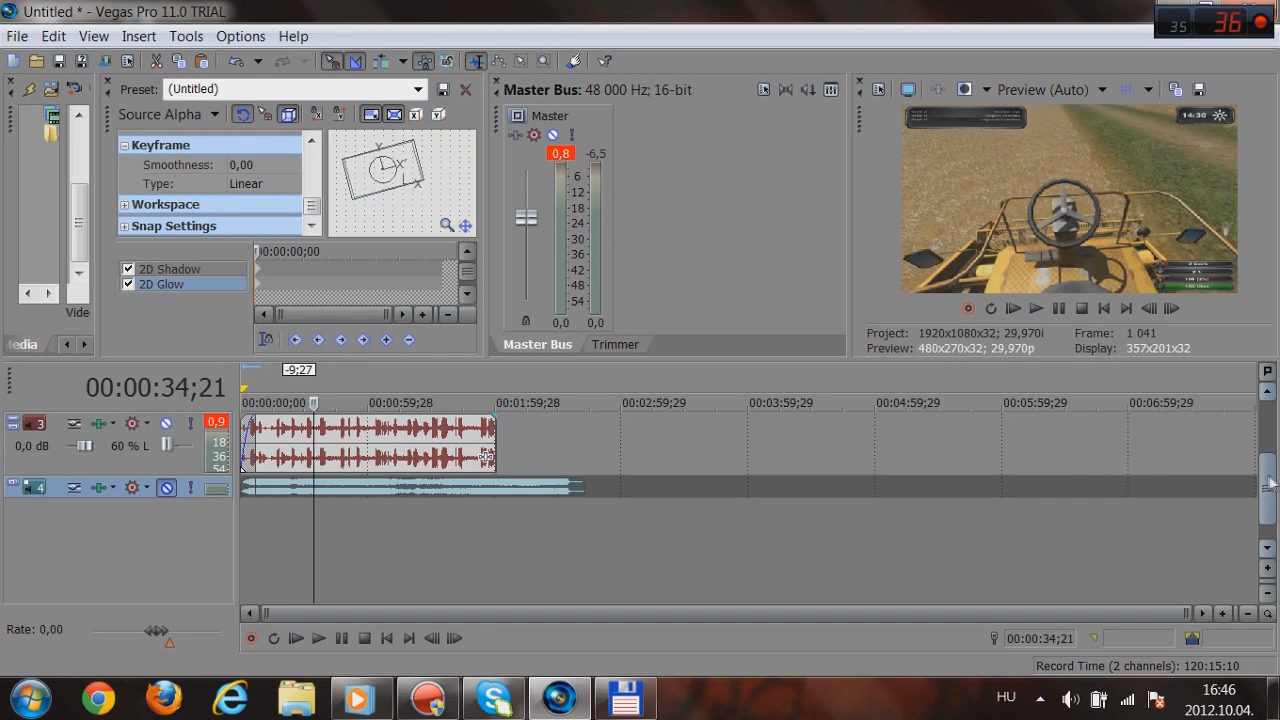 Untitled * - Vegas Pro 11.0 TRIAL
35 36
File Edit View Insert Tools Options Help
Preset: (Untitled)
Source Alpha
Keyframe
Smoothness: 0,00
Type: Linear
Workspace
Snap Settings
00:00:00;00
2D Shadow
2D Glow
Vide
edia
Master Bus: 48 000 Hz; 16-bit
Master
0,8 -6,5
6
12
18
24
30
36
42
48
54
0,0 0,0
Master Bus Trimmer
Preview (Auto)
14:30
Project: 1920x1080x32; 29,970i Frame: 1 041
Preview: 480x270x32; 29,970p Display: 357x201x32
00:00:34;21
-9;27
00:00:00;00 00:00:59;28 00:01:59;28 00:02:59;29 00:03:59;29 00:04:59;29 00:05:59;29 00:06:59;29
3 0,9
0,0 dB 60 % L 18
36
54
4
Rate: 0,00
00:00:34;21
Record Time (2 channels): 120:15:10
HU 16:46
2012.10.04.